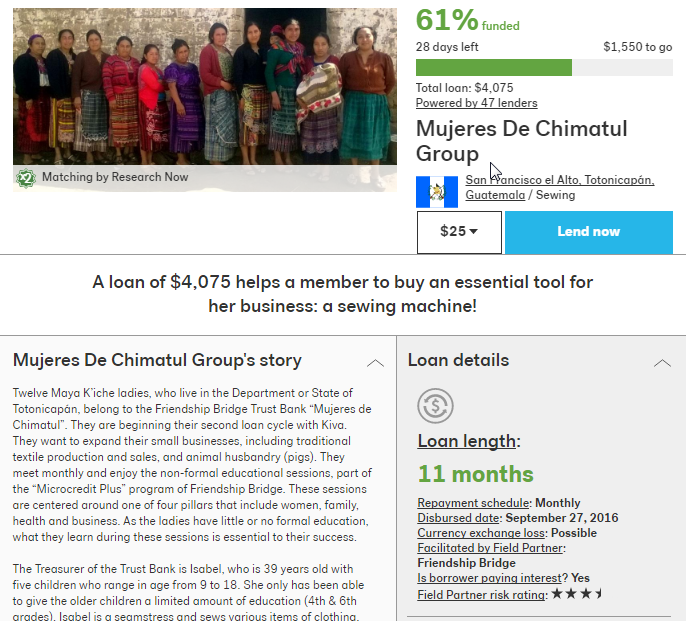 61% funded
28 days left $1,550 to go
Total loan: $4,075
Powered by 47 lenders
Mujeres De Chimatul
Group
San Francisco el Alto, Totonicapán,
Guatemala / Sewing
x2 Matching by Research Now
$25 Lend now
A loan of $4,075 helps a member to buy an essential tool for
her business: a sewing machine!
Mujeres De Chimatul Group's story
Twelve Maya K'iche ladies, who live in the Department or State of
Totonicapán, belong to the Friendship Bridge Trust Bank “Mujeres de
Chimatul”. They are beginning their second loan cycle with Kiva.
They want to expand their small businesses, including traditional
textile production and sales, and animal husbandry (pigs). They
meet monthly and enjoy the non-formal educational sessions, part of
the “Microcredit Plus” program of Friendship Bridge. These sessions
are centered around one of four pillars that include women, family,
health and business. As the ladies have little or no formal education,
what they learn during these sessions is essential to their success.
The Treasurer of the Trust Bank is Isabel, who is 39 years old with
five children who range in age from 9 to 18. She only has been able
to give the older children a limited amount of education (4th & 6th
grades). Isabel is a seamstress and sews various items of clothing,
Loan details
Loan length:
11 months
Repayment schedule: Monthly
Disbursed date: September 27, 2016
Currency exchange loss: Possible
Facilitated by Field Partner:
Friendship Bridge
Is borrower paying interest? Yes
Field Partner risk rating: